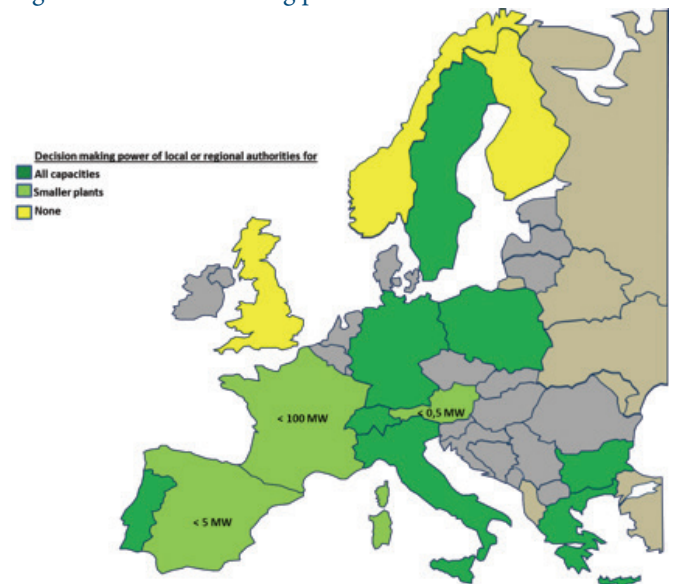 Decision making power of local or regional authorities for
All capacities
Smaller plants
None
< 100 MW
< 0,5 MW
< 5 MW